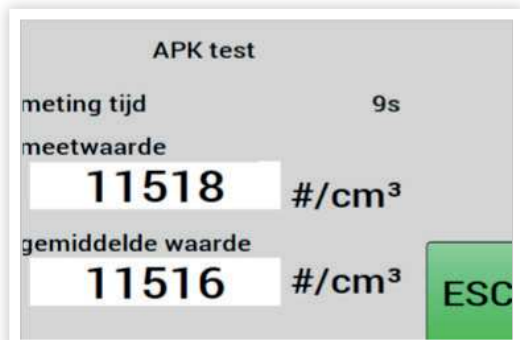 APK test
meting tijd 9s
meetwaarde
11518 #/cm³
gemiddelde waarde
11516 #/cm³
ESC